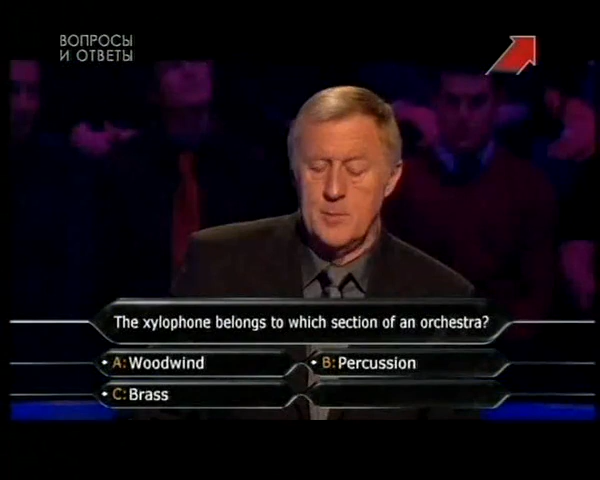 ВОПРОСЫ
И ОТВЕТЫ
The xylophone belongs to which section of an orchestra?
A: Woodwind
B: Percussion
C: Brass